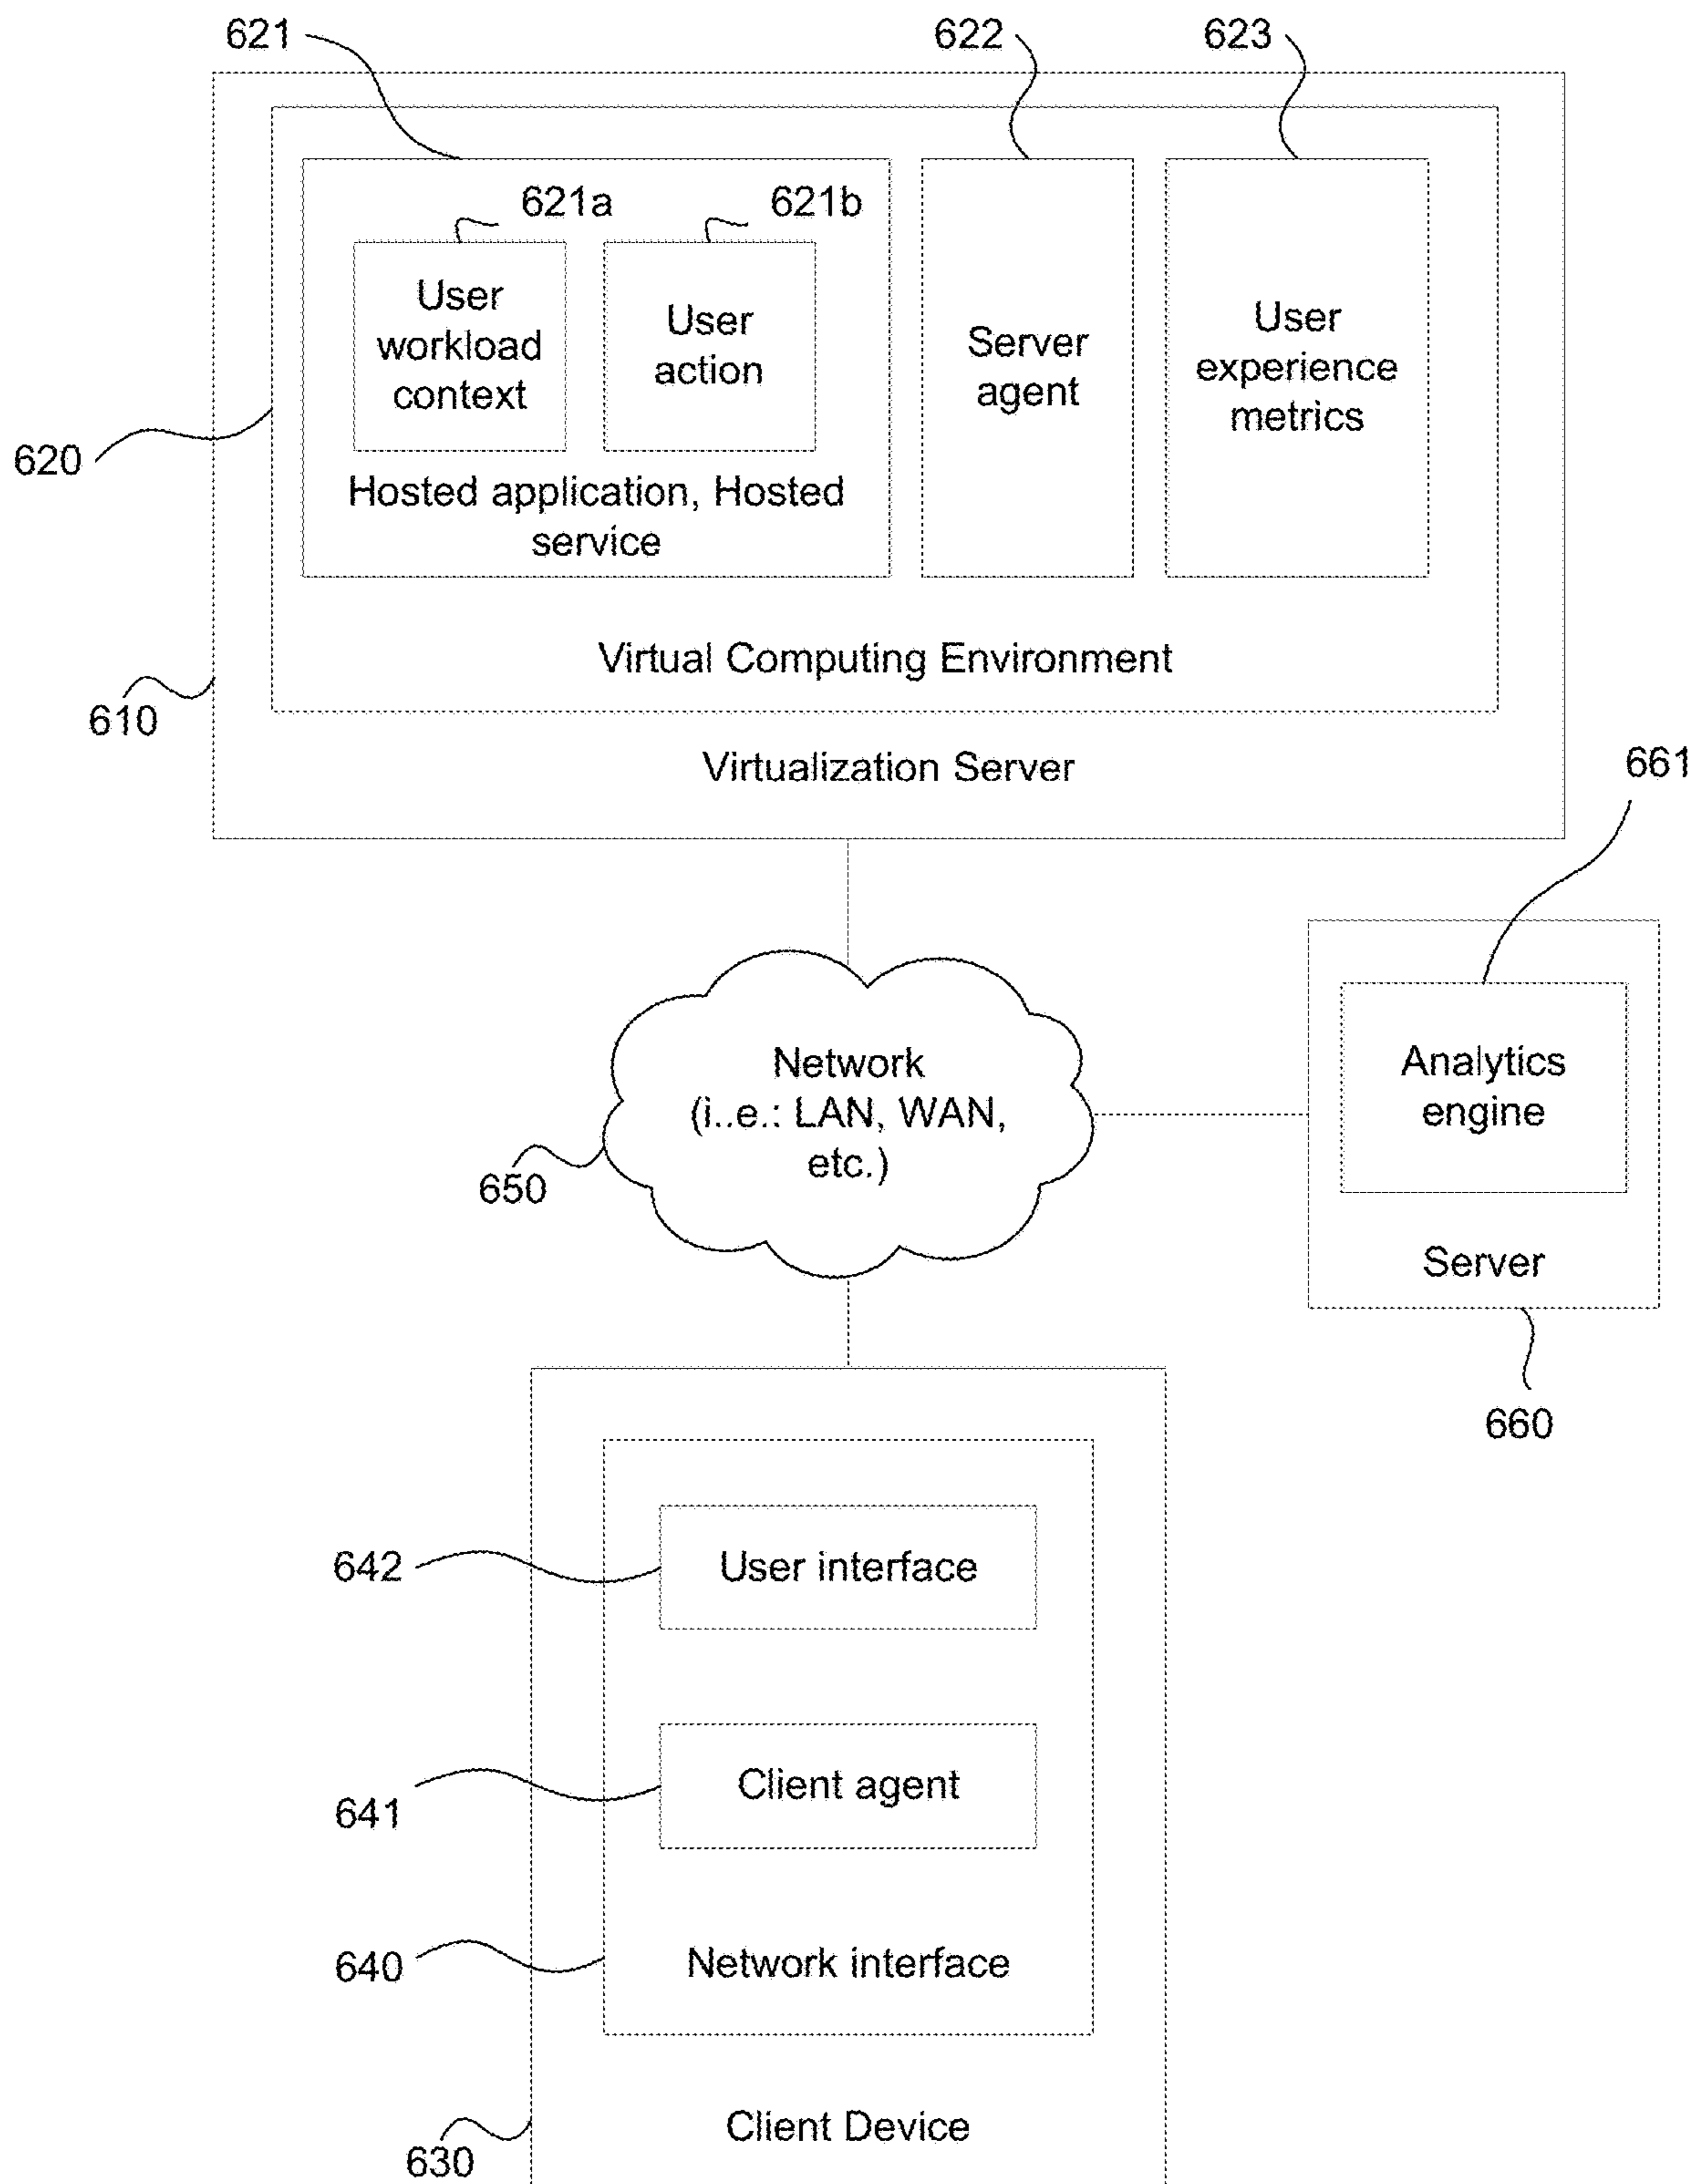 621
622
623
621a
621b
User
workload
context
User
action
Server
agent
User
experience
metrics
620
Hosted application, Hosted
service
Virtual Computing Environment
610
Virtualization Server
661
Network
(i..e.: LAN, WAN,
etc.)
650
Analytics
engine
Server
660
642
User interface
641
Client agent
640
Network interface
630
Client Device